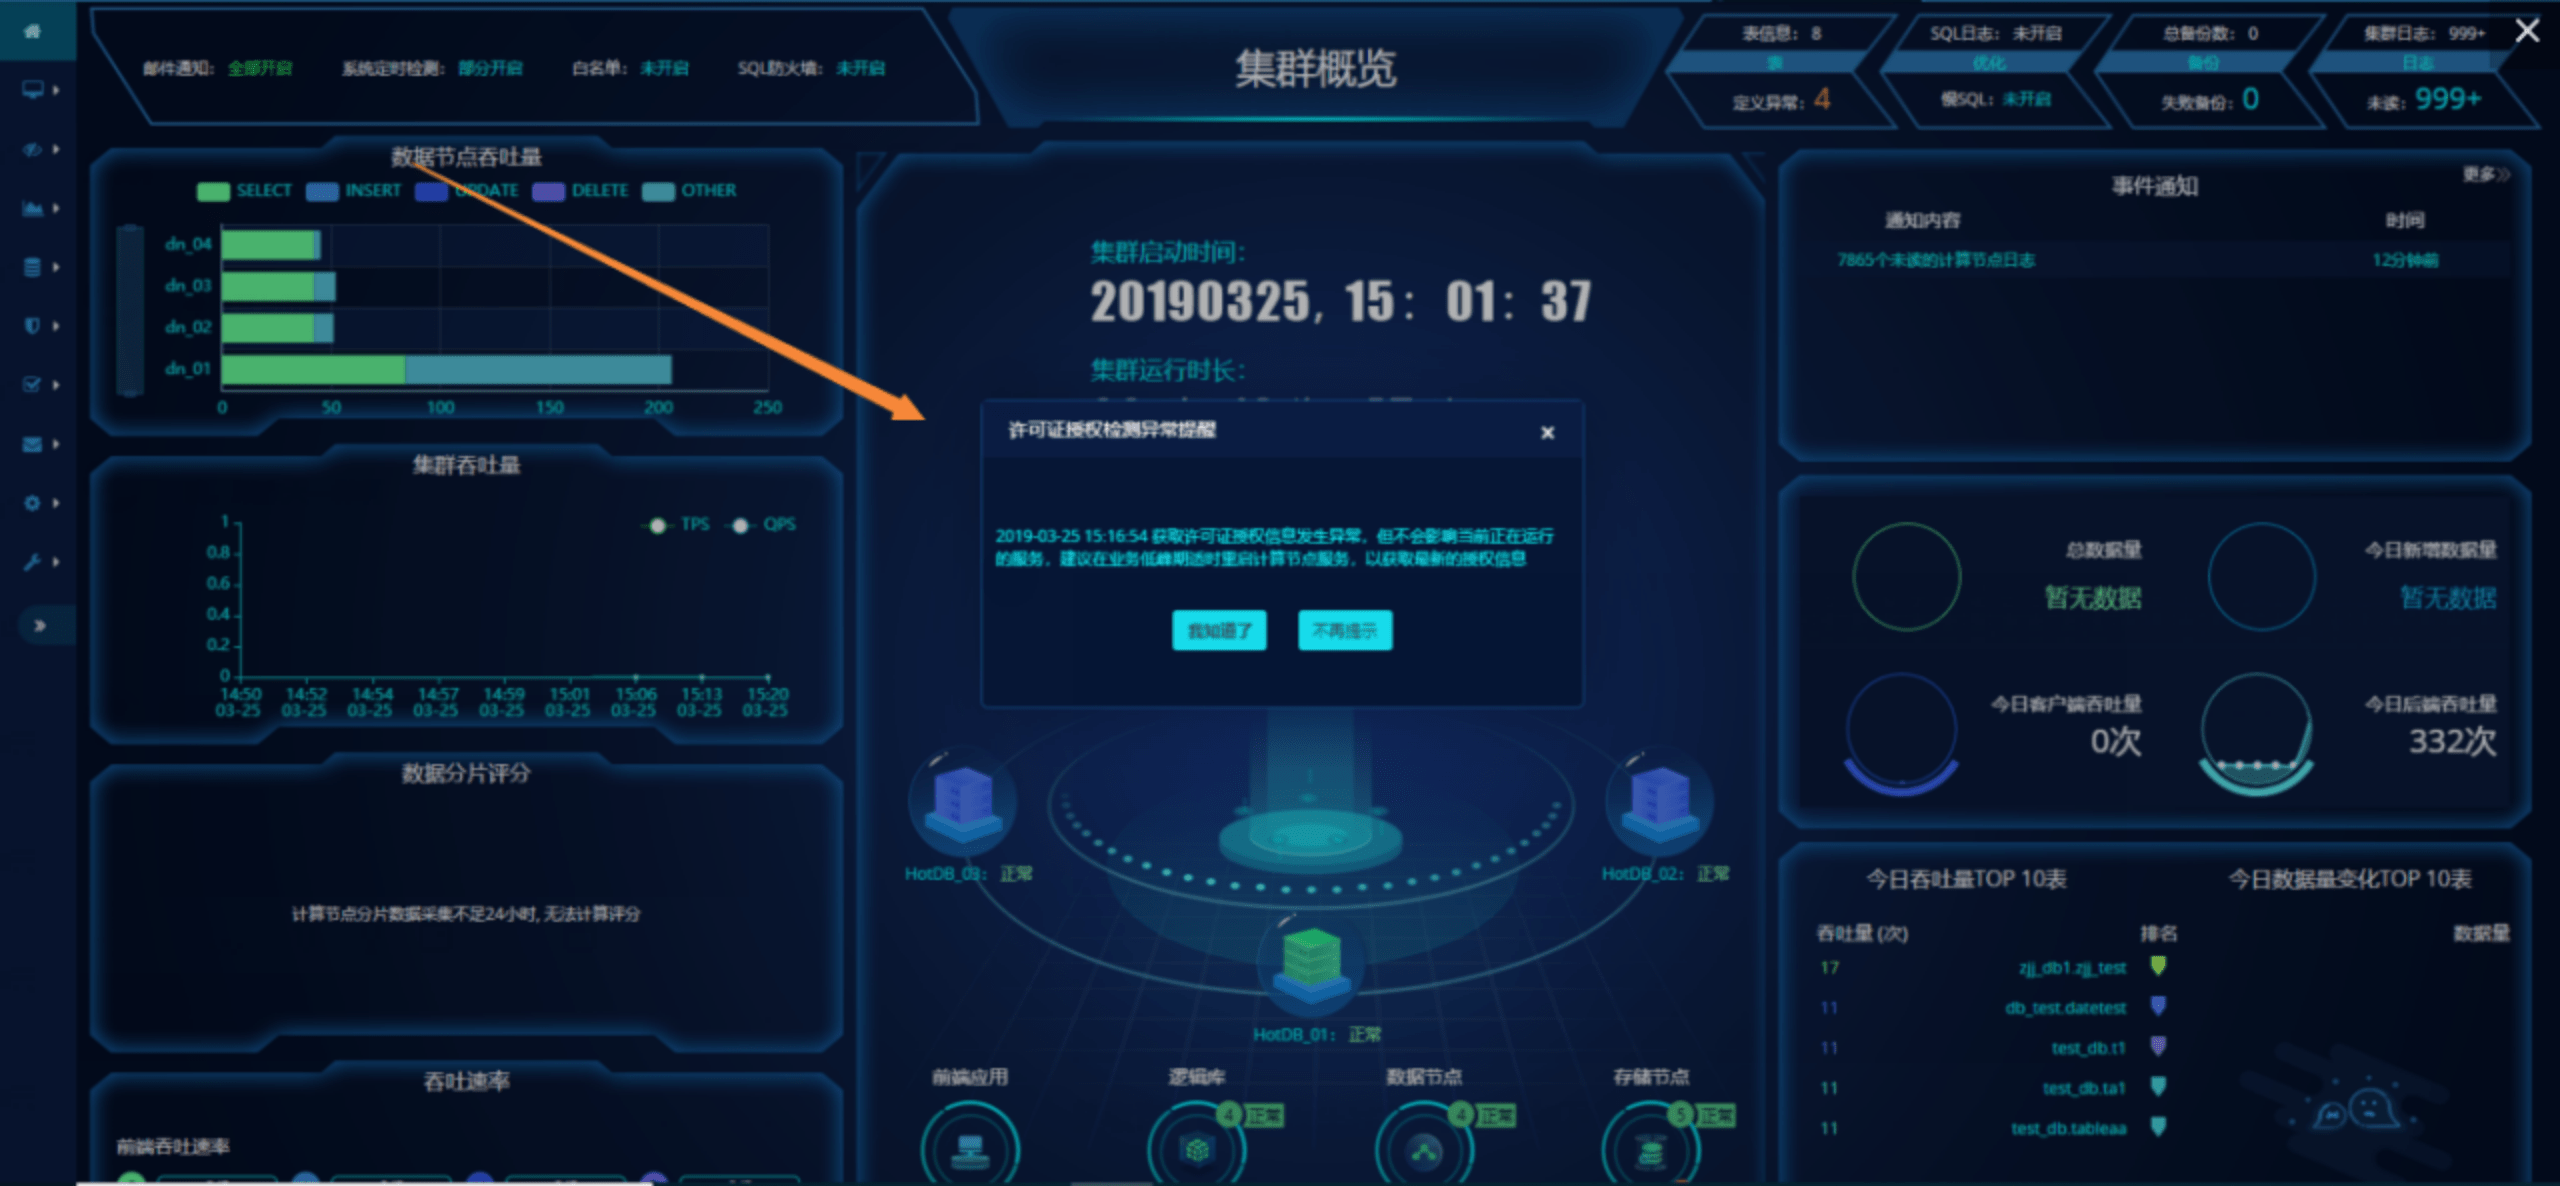 邮件通知: 全部开启 系统定时检测: 部分开启 白名单: 未开启 SQL防火墙: 未开启
集群概览
表信息: 8
表
定义异常: 4
SQL日志: 未开启
优化
慢SQL: 未开启
总备份数: 0
备份
失败备份: 0
集群日志: 999+
日志
未读: 999+
数据节点吞吐量
SELECT INSERT UPDATE DELETE OTHER
dn_04
dn_03
dn_02
dn_01
0 50 100 150 200 250
集群吞吐量
TPS QPS
1
0.8
0.6
0.4
0.2
0
14:50 14:52 14:54 14:57 14:59 15:01 15:06 15:13 15:20
03-25 03-25 03-25 03-25 03-25 03-25 03-25 03-25 03-25
数据分片评分
计算节点分片数据采集不足24小时, 无法计算评分
吞吐速率
前端吞吐速率
集群启动时间:
20190325, 15: 01: 37
集群运行时长:
许可证授权检测异常提醒
2019-03-25 15:16:54 获取许可证授权信息发生异常，但不会影响当前正在运行
的服务，建议在业务低峰期适时重启计算节点服务，以获取最新的授权信息
我知道了 不再提示
HotDB_03: 正常
HotDB_02: 正常
HotDB_01: 正常
前端应用 逻辑库 数据节点 存储节点
4 正常 4 正常 5 正常
事件通知
更多
通知内容 时间
7865个未读的计算节点日志 12分钟前
总数据量
暂无数据
今日新增数据量
暂无数据
今日客户端吞吐量
0次
今日后端吞吐量
332次
今日吞吐量TOP 10表
吞吐量 (次) 排名
17 zjj_db1.zjj_test
11 db_test.datetest
11 test_db.t1
11 test_db.ta1
11 test_db.tableaa
今日数据量变化TOP 10表
数据量